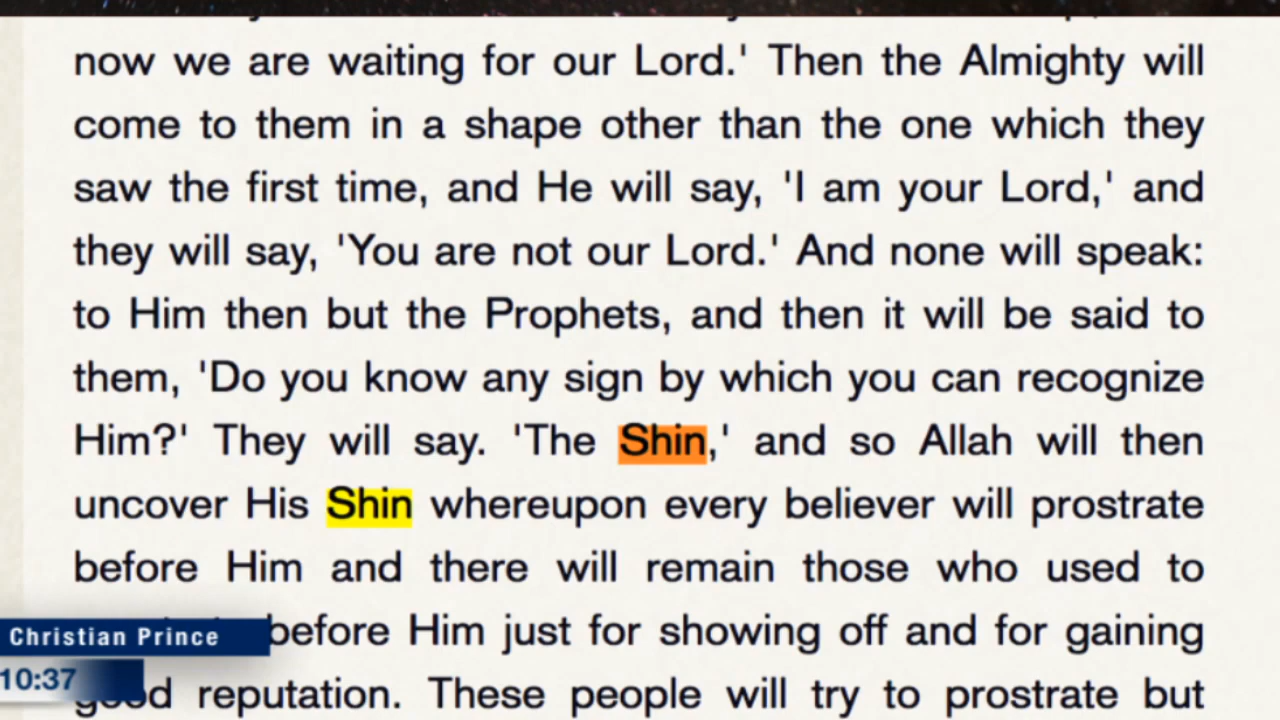 now we are waiting for our Lord.' Then the Almighty will
come to them in a shape other than the one which they
saw the first time, and He will say, 'I am your Lord,' and
they will say, 'You are not our Lord.' And none will speak:
to Him then but the Prophets, and then it will be said to
them, 'Do you know any sign by which you can recognize
Him?' They will say. 'The Shin,' and so Allah will then
uncover His Shin whereupon every believer will prostrate
before Him and there will remain those who used to
before Him just for showing off and for gaining
Christian Prince
10:37
good reputation. These people will try to prostrate but